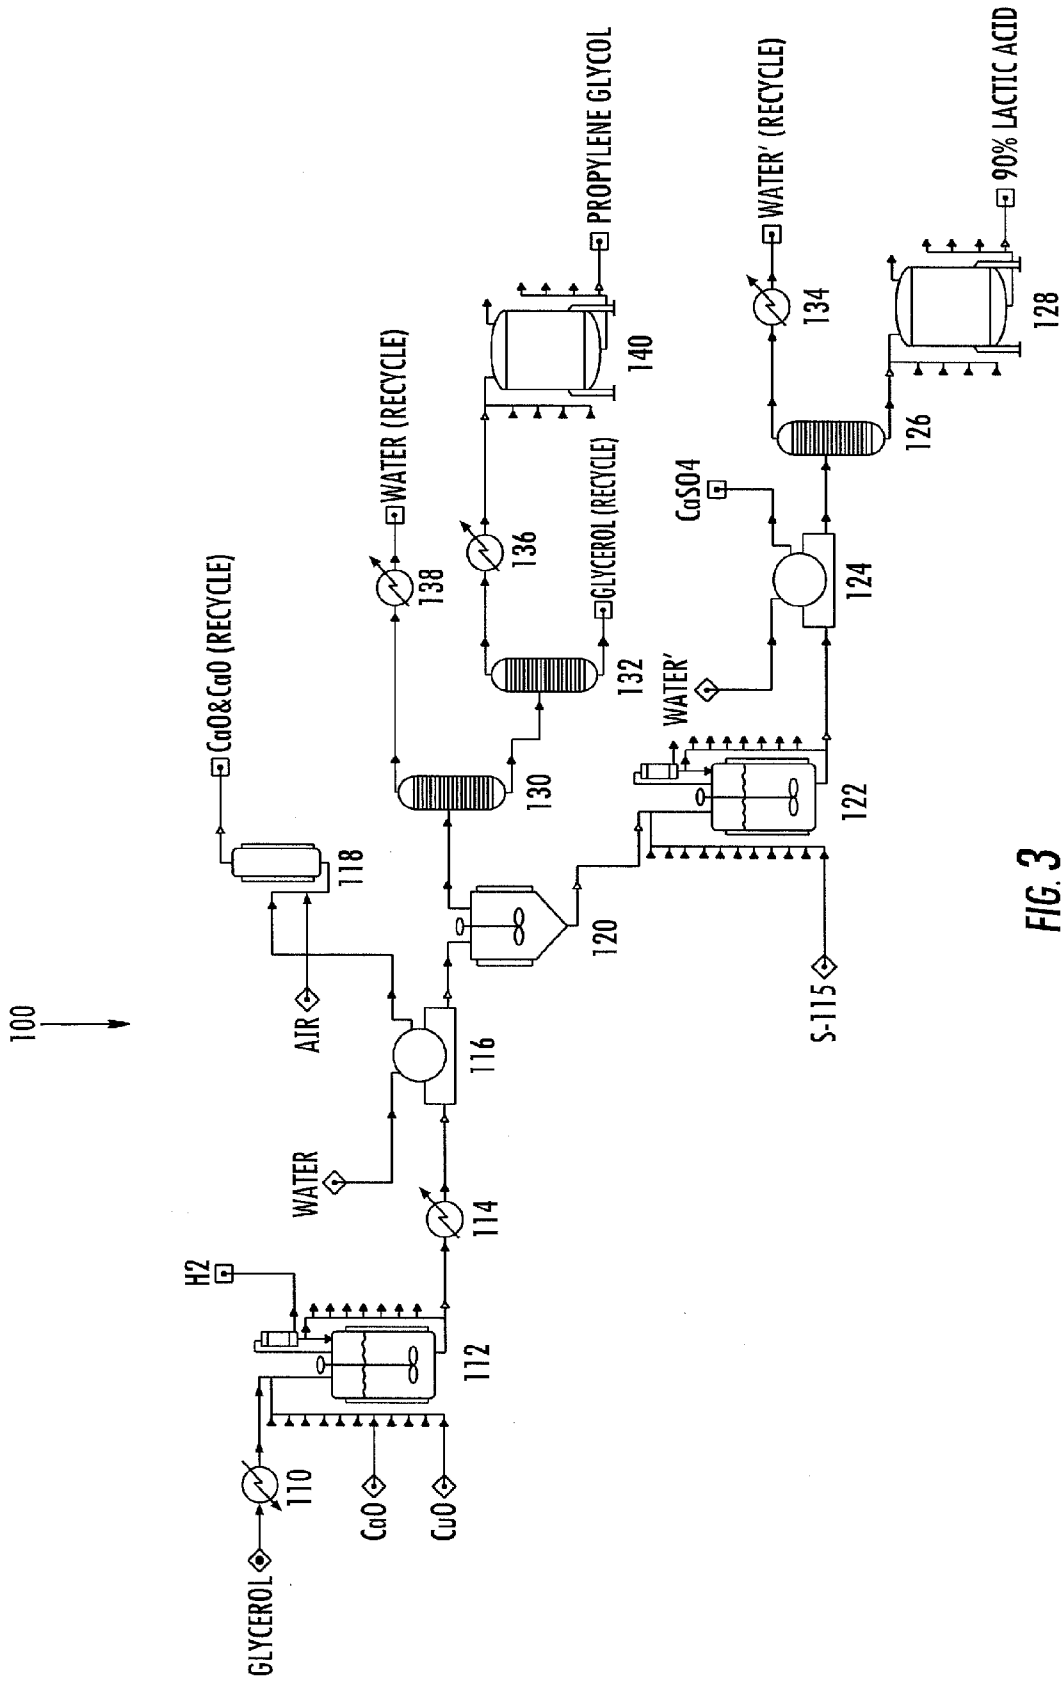 100
GLYCEROL
110
CaO
CuO
H2
112
114
WATER
116
AIR
118
CaO&CaO (RECYCLE)
120
130
138
WATER (RECYCLE)
132
GLYCEROL (RECYCLE)
136
140
PROPYLENE GLYCOL
S-115
122
WATER'
124
CaSO4
126
134
WATER' (RECYCLE)
128
90% LACTIC ACID
FIG. 3